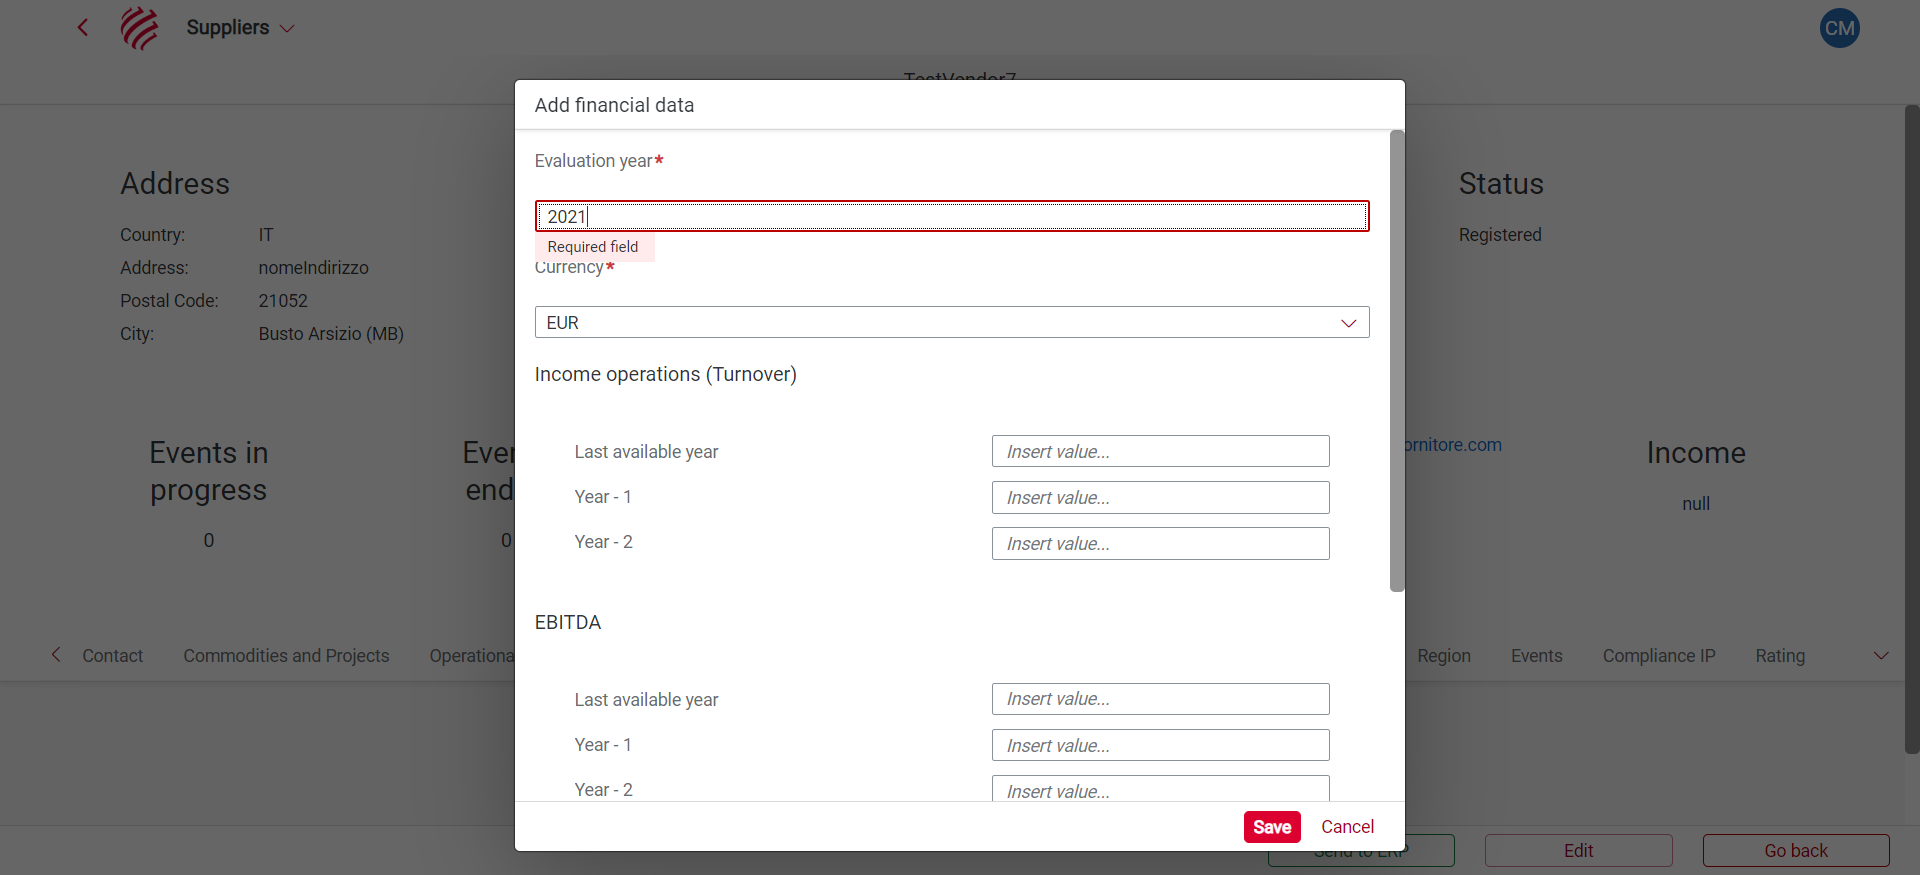 Suppliers
CM
TestVendor7
Add financial data
Evaluation year*
2021
Required field
Currency*
EUR
Income operations (Turnover)
Last available year Insert value...
Year - 1 Insert value...
Year - 2 Insert value...
EBITDA
Last available year Insert value...
Year - 1 Insert value...
Year - 2 Insert value...
Save Cancel
Address
Country: IT
Address: nomeIndirizzo
Postal Code: 21052
City: Busto Arsizio (MB)
Status
Registered
Events in
progress
0
Even
end
0
ornitore.com
Income
null
Contact Commodities and Projects Operationa Region Events Compliance IP Rating
Send to ERP Edit Go back